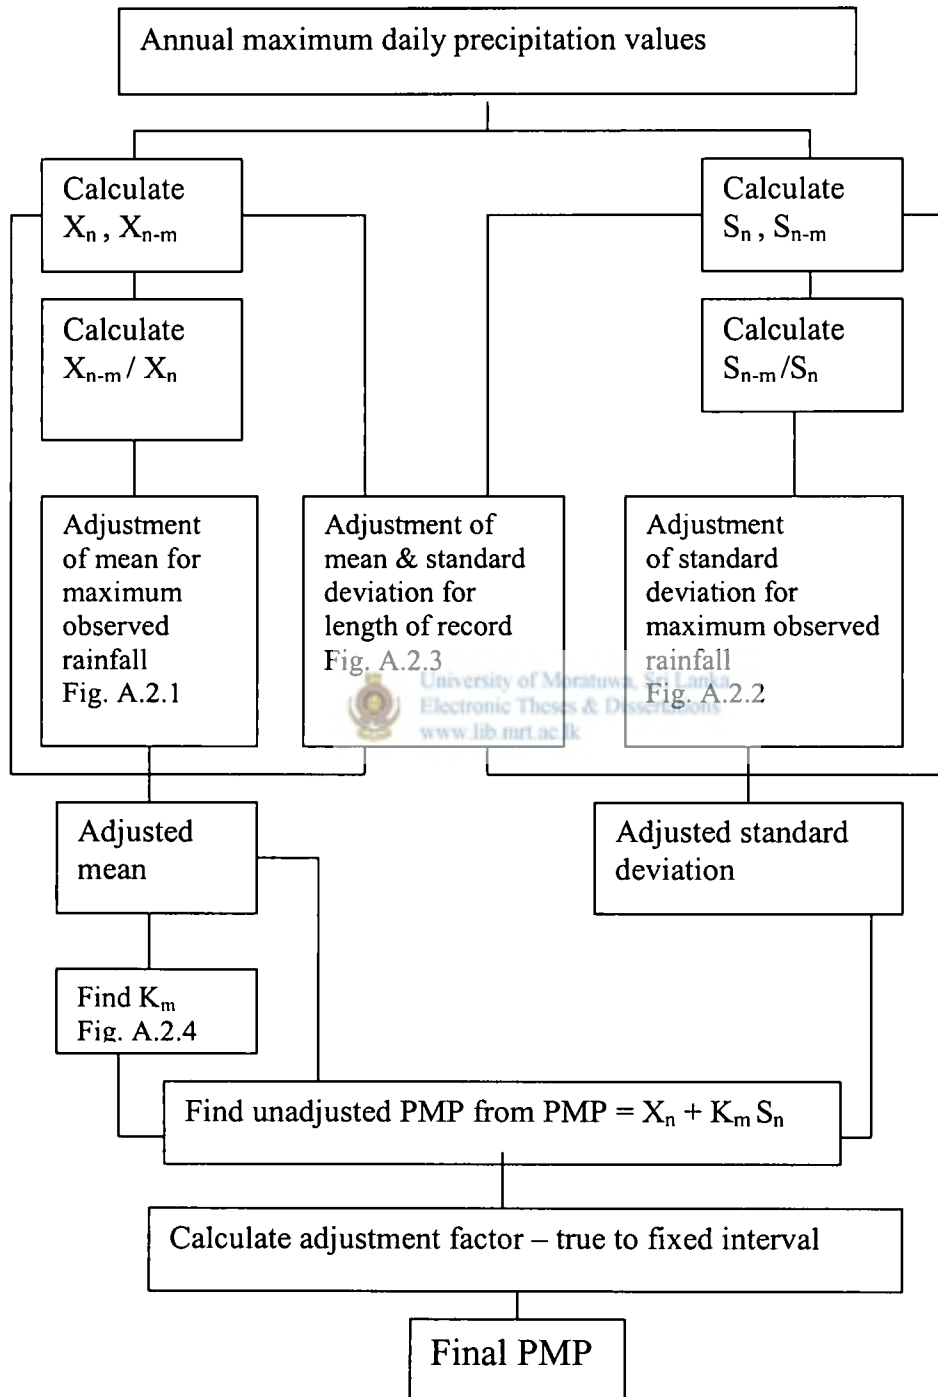 Annual maximum daily precipitation values
Calculate
Xn , Xn-m
Calculate
Sn , Sn-m
Calculate
Xn-m / Xn
Calculate
Sn-m /Sn
Adjustment
of mean for
maximum
observed
rainfall
Fig. A.2.1
Adjustment of
mean & standard
deviation for
length of record
Fig. A.2.3
Adjustment
of standard
deviation for
maximum observed
rainfall
Fig. A.2.2
University of Moratuwa, Sri Lanka.
Electronic Theses & Dissertations
www.lib.mrt.ac.lk
Adjusted
mean
Adjusted standard
deviation
Find Km
Fig. A.2.4
Find unadjusted PMP from PMP = Xn + Km Sn
Calculate adjustment factor – true to fixed interval
Final PMP